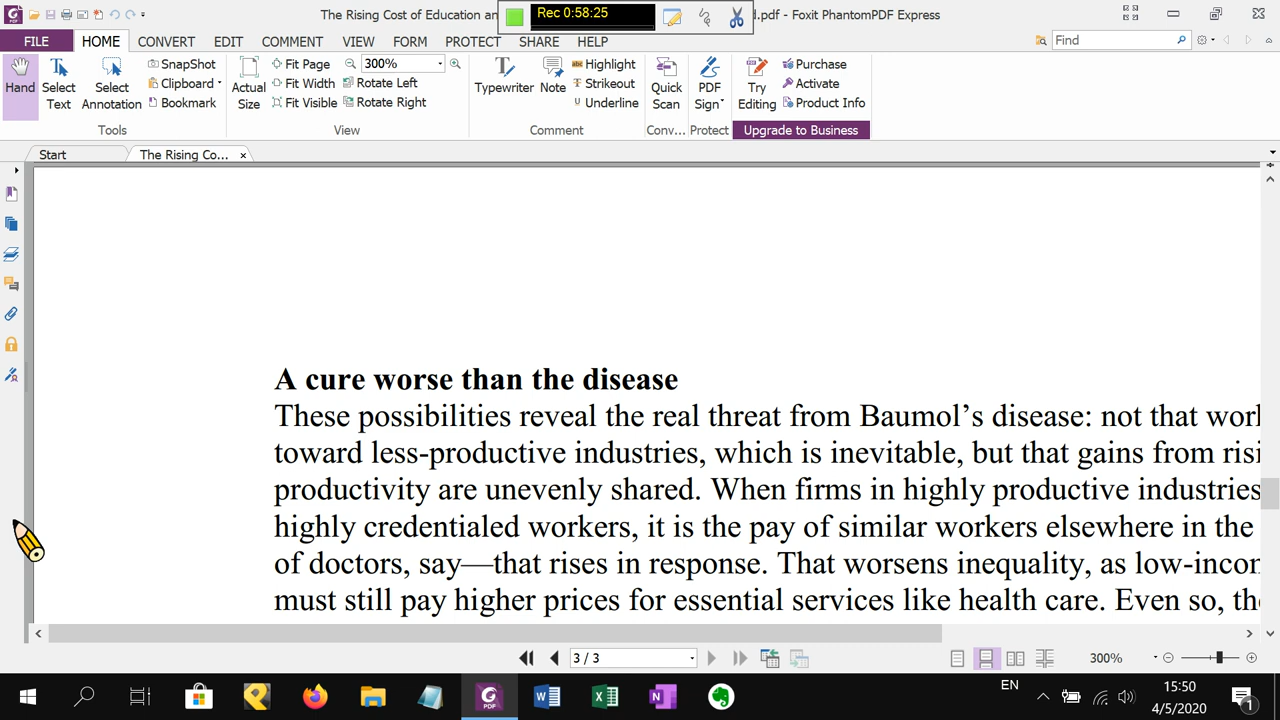 The Rising Cost of Education an
Rec 0:58:25
d.pdf - Foxit PhantomPDF Express
FILE HOME CONVERT EDIT COMMENT VIEW FORM PROTECT SHARE HELP
Find
Hand
Select Text
Select Annotation
SnapShot
Clipboard
Bookmark
Tools
Actual Size
Fit Page
Fit Width
Fit Visible
300%
Rotate Left
Rotate Right
View
Typewriter
Note
Highlight
Strikeout
Underline
Comment
Quick Scan
Conv...
PDF Sign
Protect
Try Editing
Purchase
Activate
Product Info
Upgrade to Business
Start
The Rising Co... ×
A cure worse than the disease
These possibilities reveal the real threat from Baumol’s disease: not that worl
toward less-productive industries, which is inevitable, but that gains from risi
productivity are unevenly shared. When firms in highly productive industries
highly credentialed workers, it is the pay of similar workers elsewhere in the
of doctors, say—that rises in response. That worsens inequality, as low-incon
must still pay higher prices for essential services like health care. Even so, the
3 / 3
300%
EN
15:50
4/5/2020
1